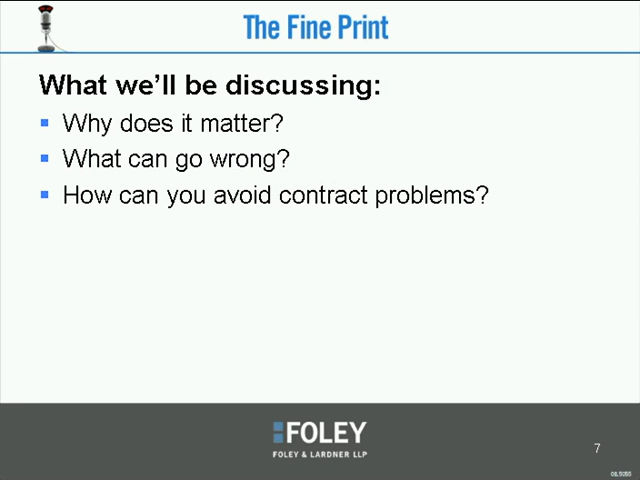 The Fine Print
What we'll be discussing:
Why does it matter?
What can go wrong?
How can you avoid contract problems?
FOLEY
FOLEY & LARDNER LLP
7